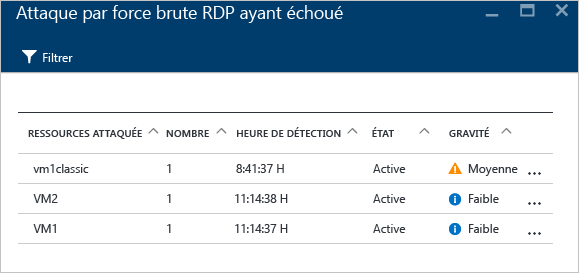 Attaque par force brute RDP ayant échoué
Filtrer
RESSOURCES ATTAQUÉE NOMBRE HEURE DE DÉTECTION ÉTAT GRAVITÉ
vm1classic 1 8:41:37 H Active Moyenne ...
VM2 1 11:14:38 H Active Faible ...
VM1 1 11:14:37 H Active Faible ...